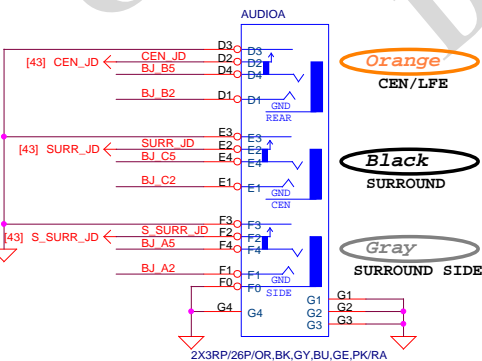 AUDIOA
D3 D3
[43] CEN_JD CEN_JD D2 D2
BJ_B5 D4 D4
BJ_B2 D1 D1
GND
REAR
Orange
CEN/LFE
E3 E3
[43] SURR_JD SURR_JD E2 E2
BJ_C5 E4 E4
BJ_C2 E1 E1
GND
CEN
Black
SURROUND
F3 F3
[43] S_SURR_JD S_SURR_JD F2 F2
BJ_A5 F4 F4
BJ_A2 F1 F1
GND
F0 F0
SIDE
Gray
SURROUND SIDE
G4 G4
G1 G1
G2 G2
G3 G3
2X3RP/26P/OR,BK,GY,BU,GE,PK/RA